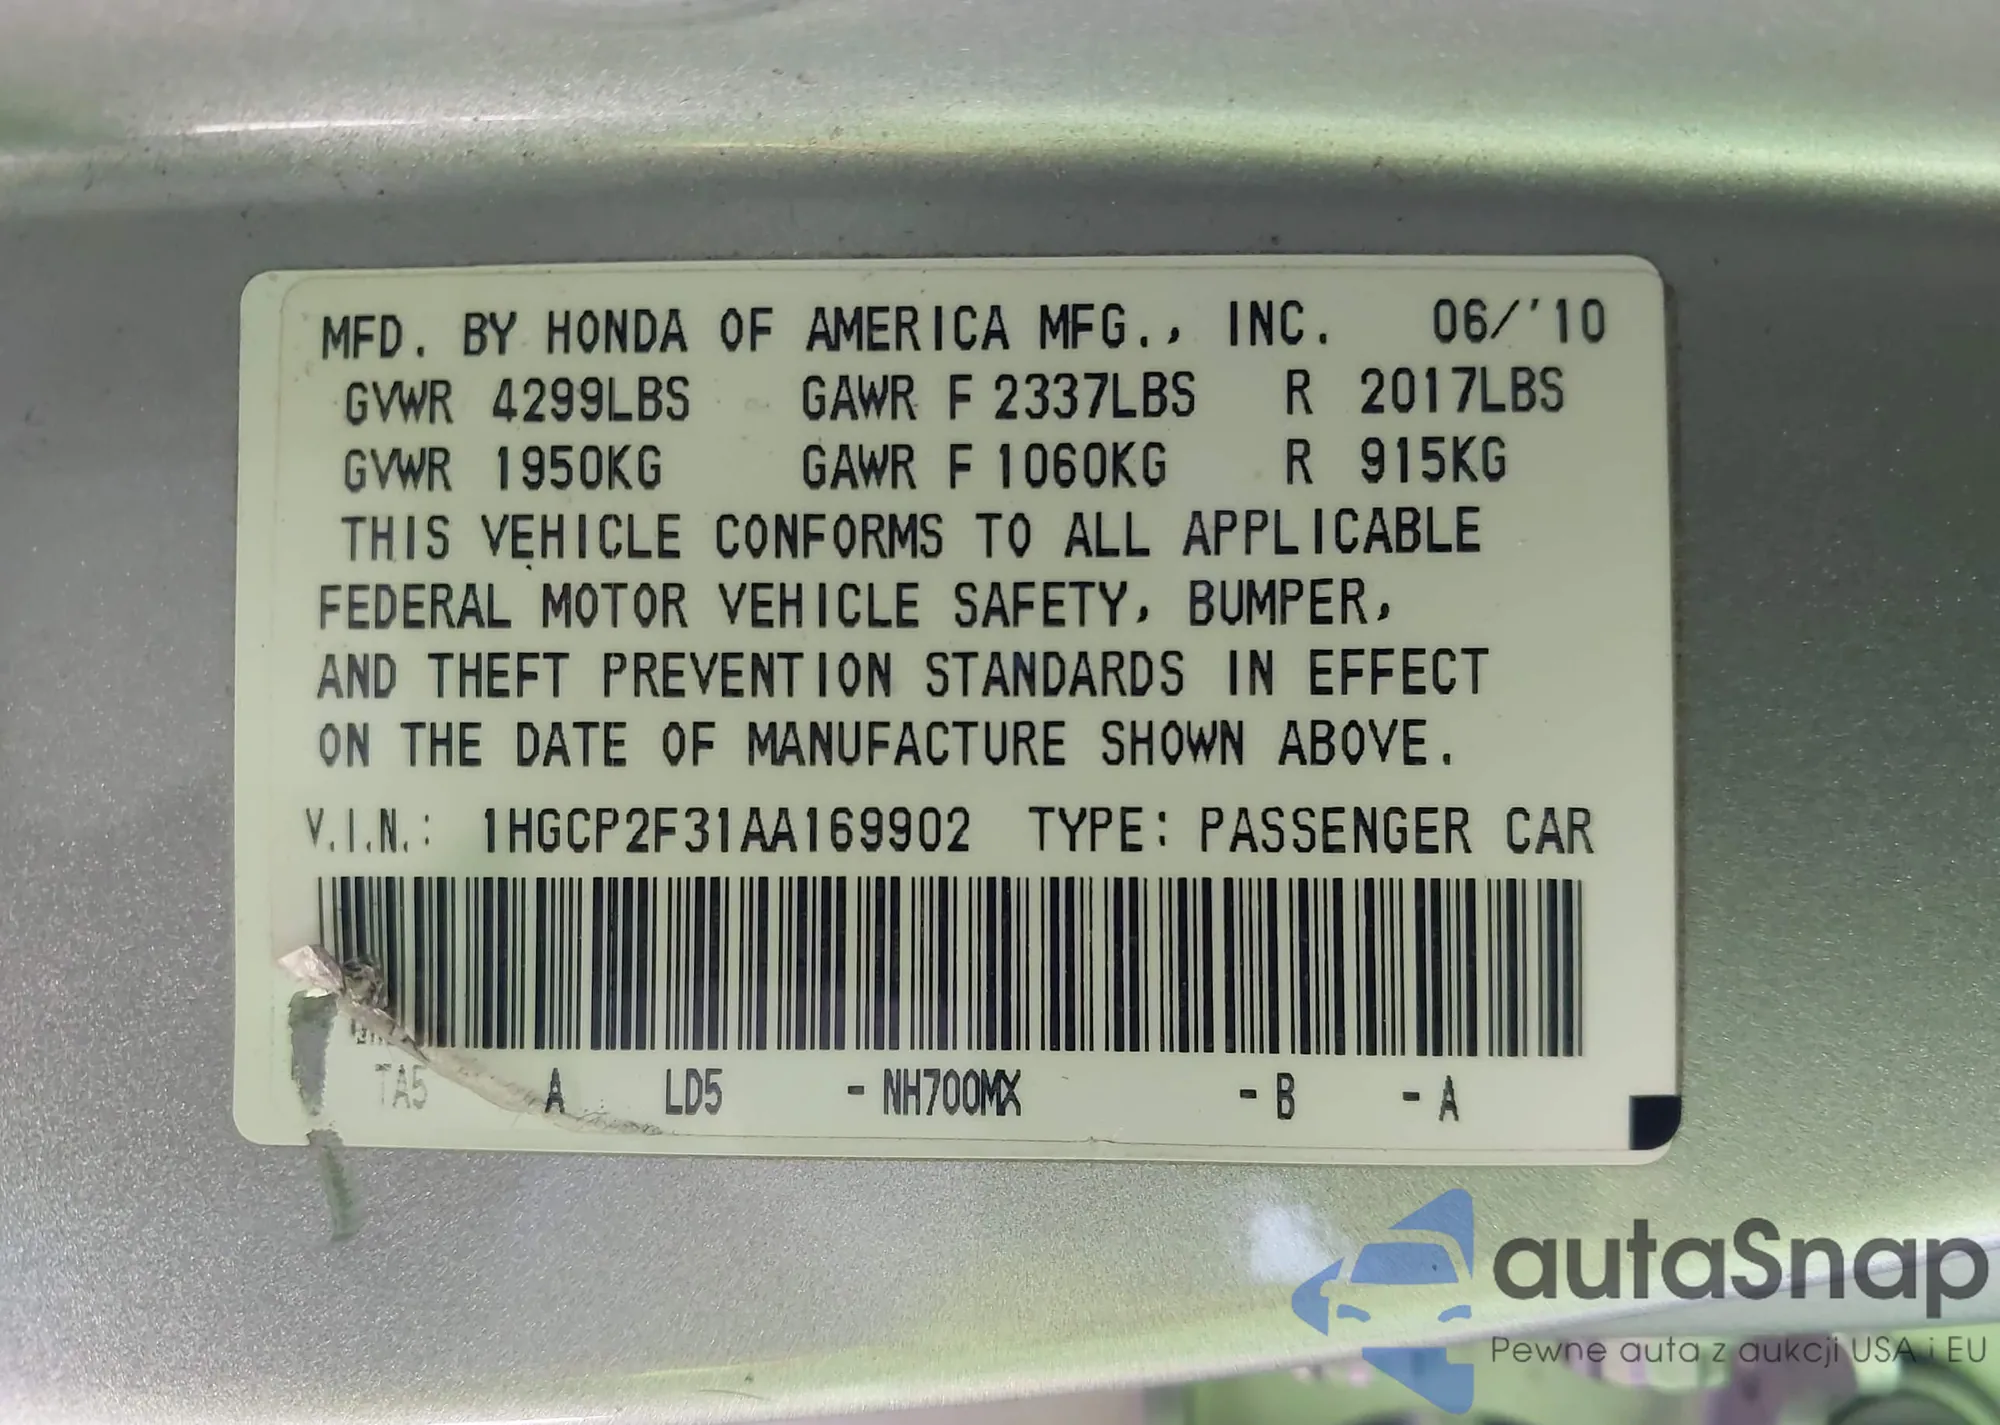 MFD. BY HONDA OF AMERICA MFG., INC. 06/'10
GVWR 4299LBS GAWR F 2337LBS R 2017LBS
GVWR 1950KG GAWR F 1060KG R 915KG
THIS VEHICLE CONFORMS TO ALL APPLICABLE
FEDERAL MOTOR VEHICLE SAFETY, BUMPER,
AND THEFT PREVENTION STANDARDS IN EFFECT
ON THE DATE OF MANUFACTURE SHOWN ABOVE.
V.I.N.: 1HGCP2F31AA169902 TYPE: PASSENGER CAR
TA5 A LD5 - NH700MX - B - A
autaSnap
Pewne auta z aukcji USA i EU